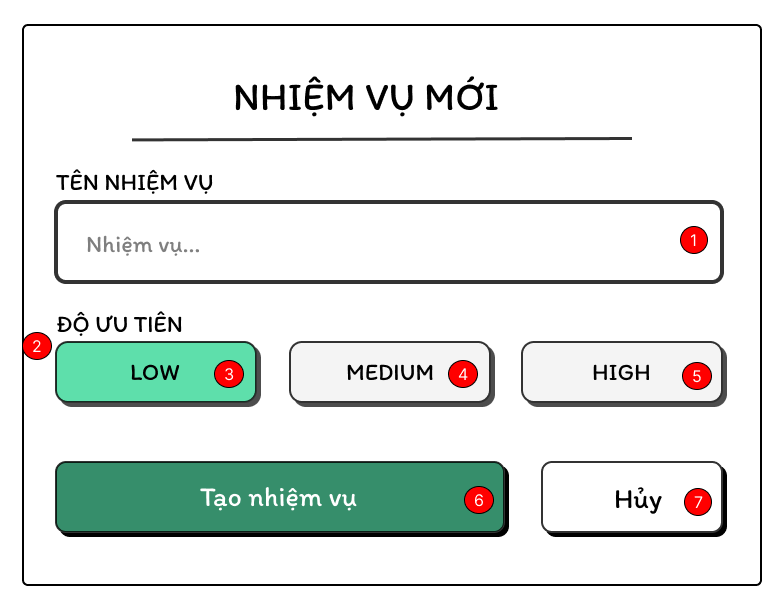 NHIỆM VỤ MỚI
TÊN NHIỆM VỤ
Nhiệm vụ... 1
ĐỘ ƯU TIÊN
2
LOW 3 MEDIUM 4 HIGH 5
Tạo nhiệm vụ 6 Hủy 7